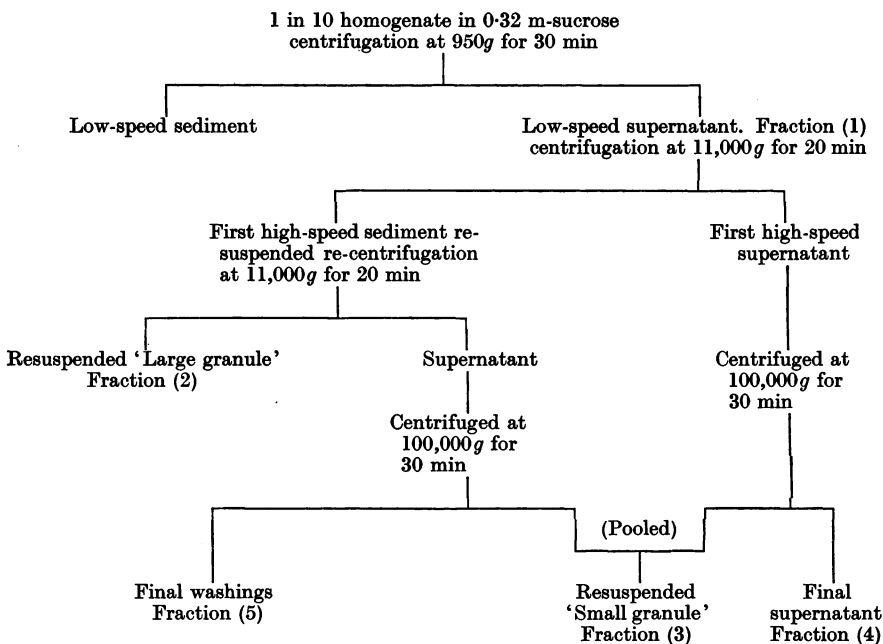 1 in 10 homogenate in 0·32 m-sucrose
centrifugation at 950g for 30 min
Low-speed sediment
Low-speed supernatant. Fraction (1)
centrifugation at 11,000g for 20 min
First high-speed sediment re-
suspended re-centrifugation
at 11,000g for 20 min
First high-speed
supernatant
Resuspended ‘Large granule’
Fraction (2)
Supernatant
Centrifuged at
100,000g for
30 min
Centrifuged at
100,000g for
30 min
(Pooled)
Final washings
Fraction (5)
Resuspended
‘Small granule’
Fraction (3)
Final
supernatant
Fraction (4)